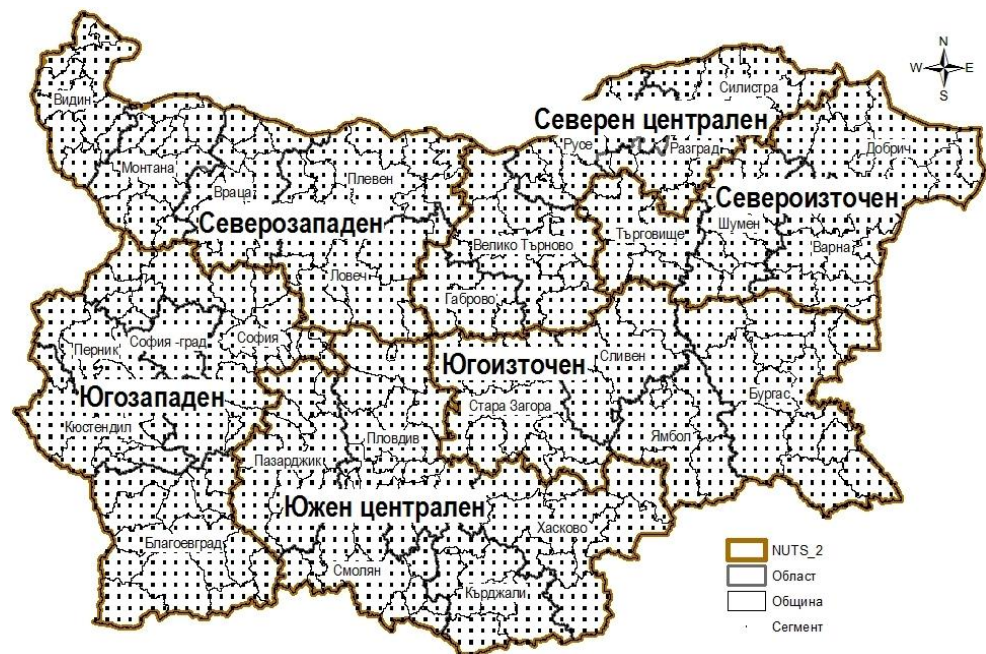 N
W E
S
Видин
Силистра
Северен централен
Русе
Разград
Добрич
Монтана
Враца
Плевен
Североизточен
Северозападен
Шумен
Търговище
Велико Търново
Варна
Ловеч
Габрово
Перник
София -град
София
Югоизточен
Сливен
Югозападен
Бургас
Стара Загора
Кюстендил
Пловдив
Ямбол
Пазарджик
Южен централен
Хасково
Благоевград
Смолян
Кърджали
NUTS_2
Област
Община
Сегмент